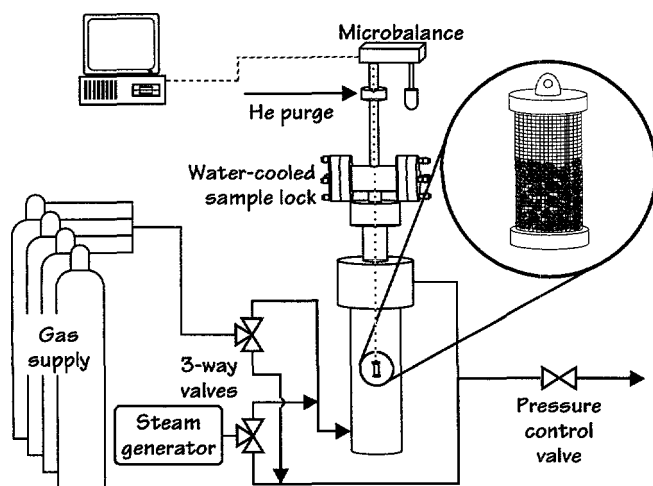 Microbalance
He purge
Water-cooled
sample lock
Gas
supply
3-way
valves
Steam
generator
Pressure
control
valve